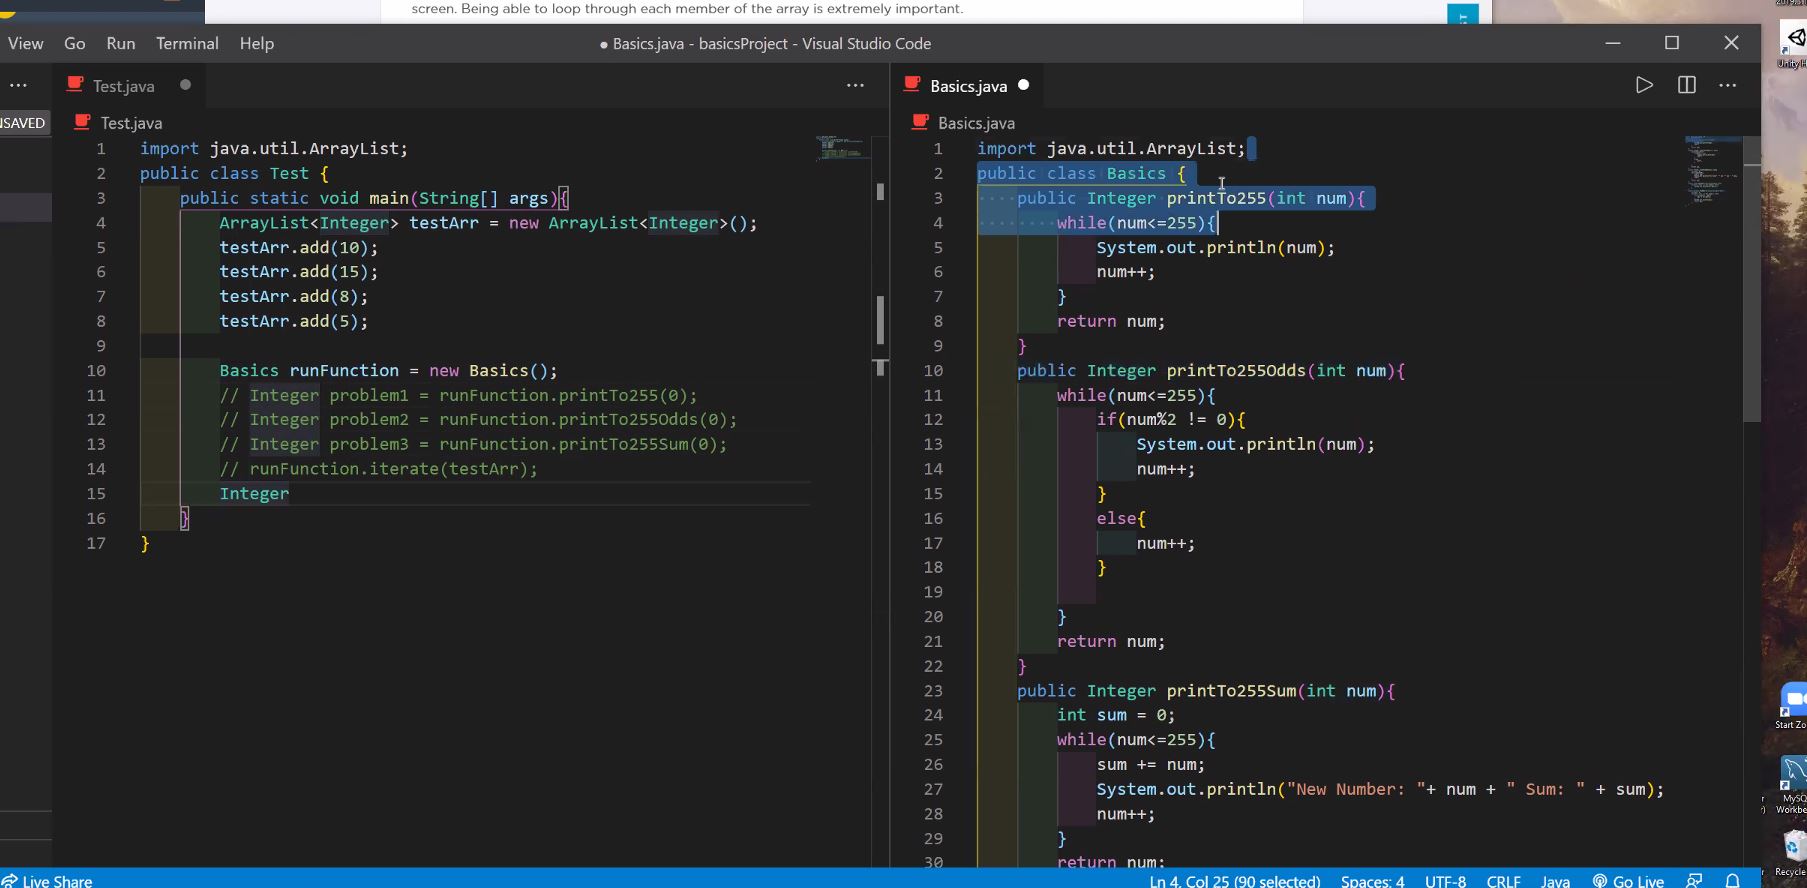 screen. Being able to loop through each member of the array is extremely important.
View Go Run Terminal Help
● Basics.java - basicsProject - Visual Studio Code
Test.java
Basics.java
NSAVED
Test.java
1 import java.util.ArrayList;
2 public class Test {
3 public static void main(String[] args){
4 ArrayList<Integer> testArr = new ArrayList<Integer>();
5 testArr.add(10);
6 testArr.add(15);
7 testArr.add(8);
8 testArr.add(5);
9
10 Basics runFunction = new Basics();
11 // Integer problem1 = runFunction.printTo255(0);
12 // Integer problem2 = runFunction.printTo255Odds(0);
13 // Integer problem3 = runFunction.printTo255Sum(0);
14 // runFunction.iterate(testArr);
15 Integer
16 }
17 }
Basics.java
1 import java.util.ArrayList;
2 public class Basics {
3 public Integer printTo255(int num){
4 while(num<=255){
5 System.out.println(num);
6 num++;
7 }
8 return num;
9 }
10 public Integer printTo255Odds(int num){
11 while(num<=255){
12 if(num%2 != 0){
13 System.out.println(num);
14 num++;
15 }
16 else{
17 num++;
18 }
19
20 }
21 return num;
22 }
23 public Integer printTo255Sum(int num){
24 int sum = 0;
25 while(num<=255){
26 sum += num;
27 System.out.println("New Number: "+ num + " Sum: " + sum);
28 num++;
29 }
30 return num;
Live Share
Ln 4, Col 25 (90 selected) Spaces: 4 UTF-8 CRLF Java Go Live
Unity H
Start Zo
MySQ
Workbe
Recycle